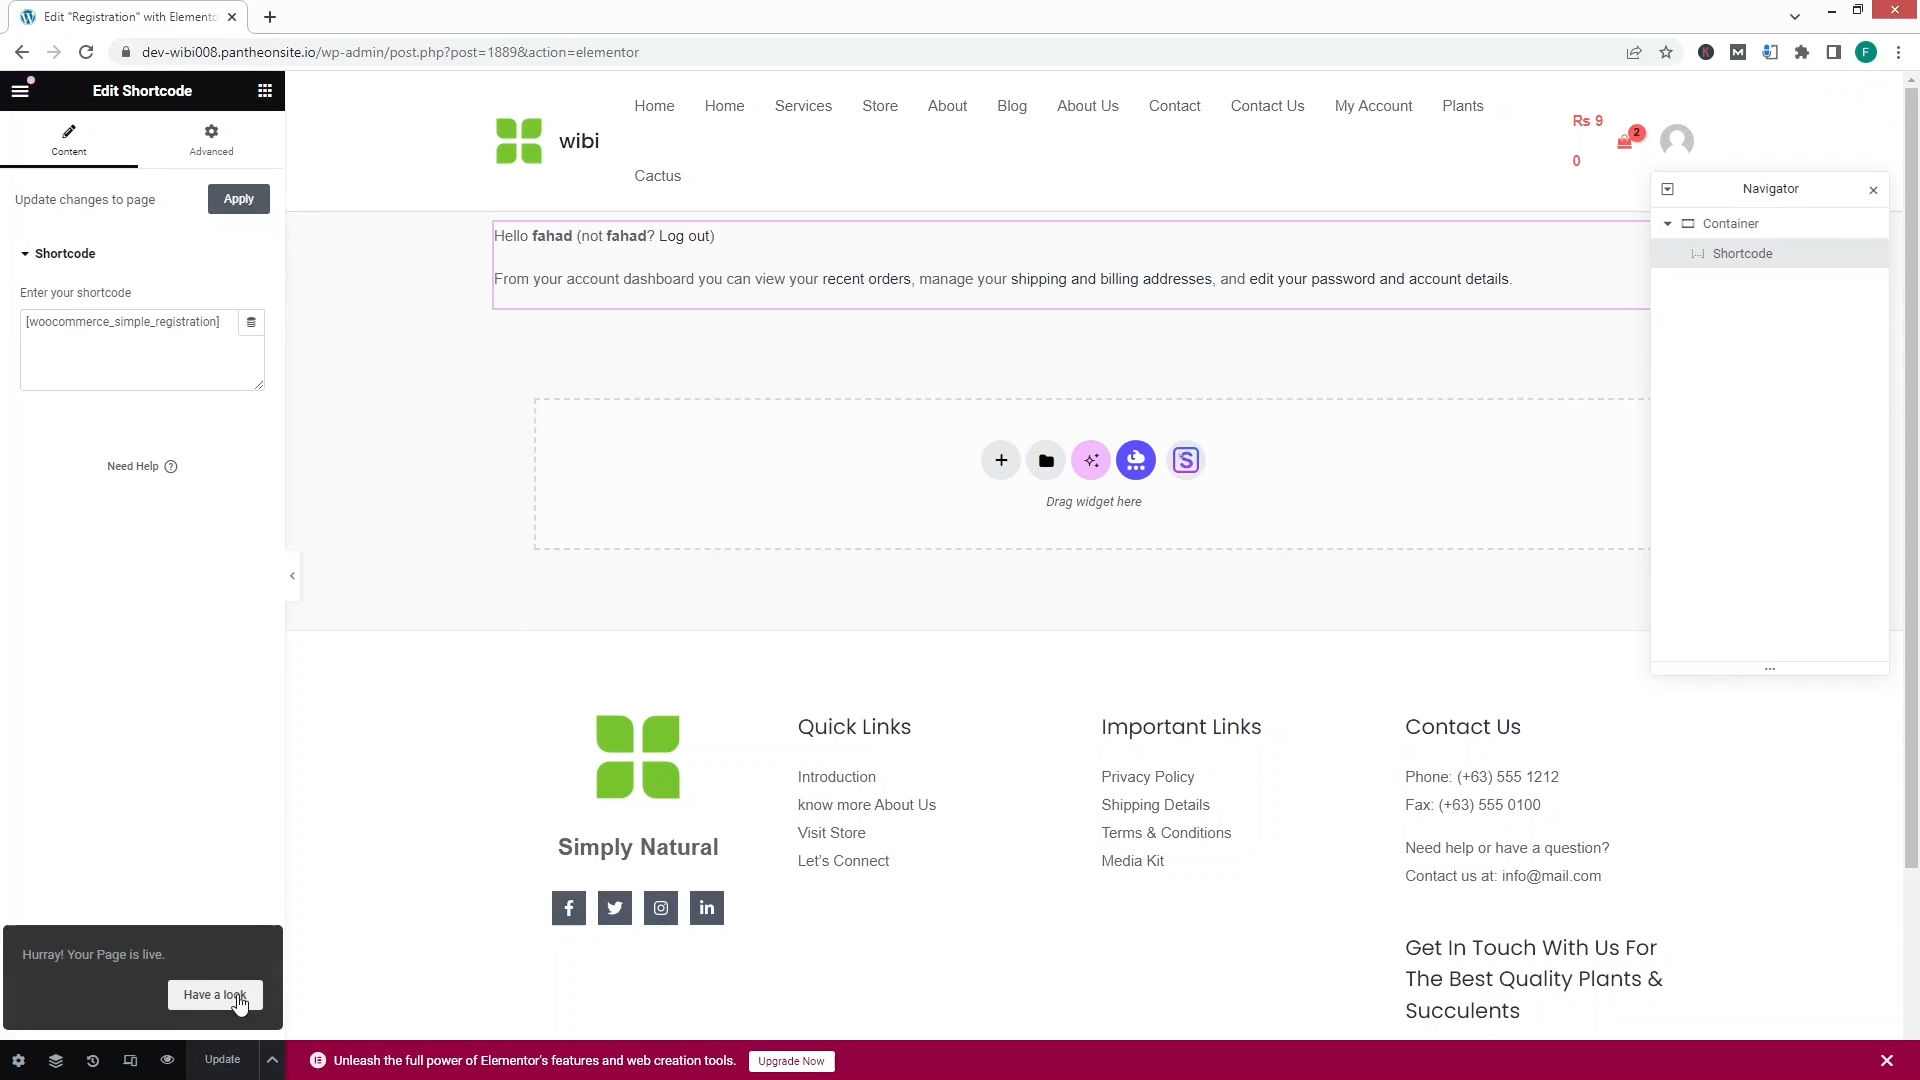 Edit "Registration" with Elemento
dev-wibi008.pantheonsite.io/wp-admin/post.php?post=1889&action=elementor
K
M
F
Edit Shortcode
Content
Advanced
Update changes to page
Apply
Shortcode
Enter your shortcode
[woocommerce_simple_registration]
Need Help
Hurray! Your Page is live.
Have a look
Update
wibi
Home Home Services Store About Blog About Us Contact Contact Us My Account Plants
Cactus
Rs 9
0
2
Navigator
Container
Shortcode
Hello fahad (not fahad? Log out)
From your account dashboard you can view your recent orders, manage your shipping and billing addresses, and edit your password and account details.
Drag widget here
Simply Natural
Quick Links
Introduction
know more About Us
Visit Store
Let's Connect
Important Links
Privacy Policy
Shipping Details
Terms & Conditions
Media Kit
Contact Us
Phone: (+63) 555 1212
Fax: (+63) 555 0100
Need help or have a question?
Contact us at: info@mail.com
Get In Touch With Us For
The Best Quality Plants &
Succulents
Unleash the full power of Elementor's features and web creation tools.
Upgrade Now